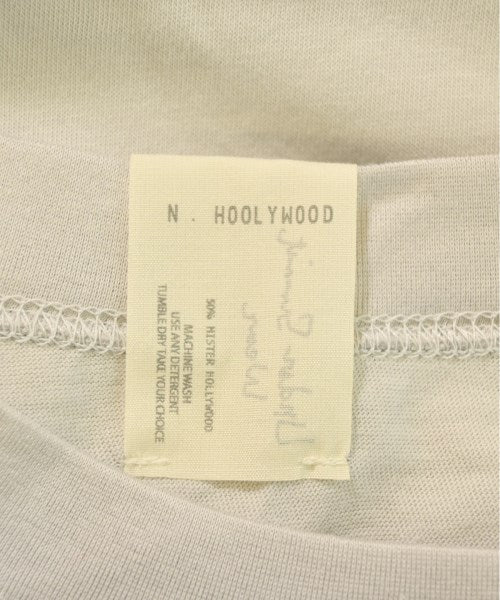 N. HOOLYWOOD
50% MISTER HOLLYWOOD
MACHINE WASH
USE ANY DETERGENT
TUMBLE DRY TAKE YOUR CHOICE